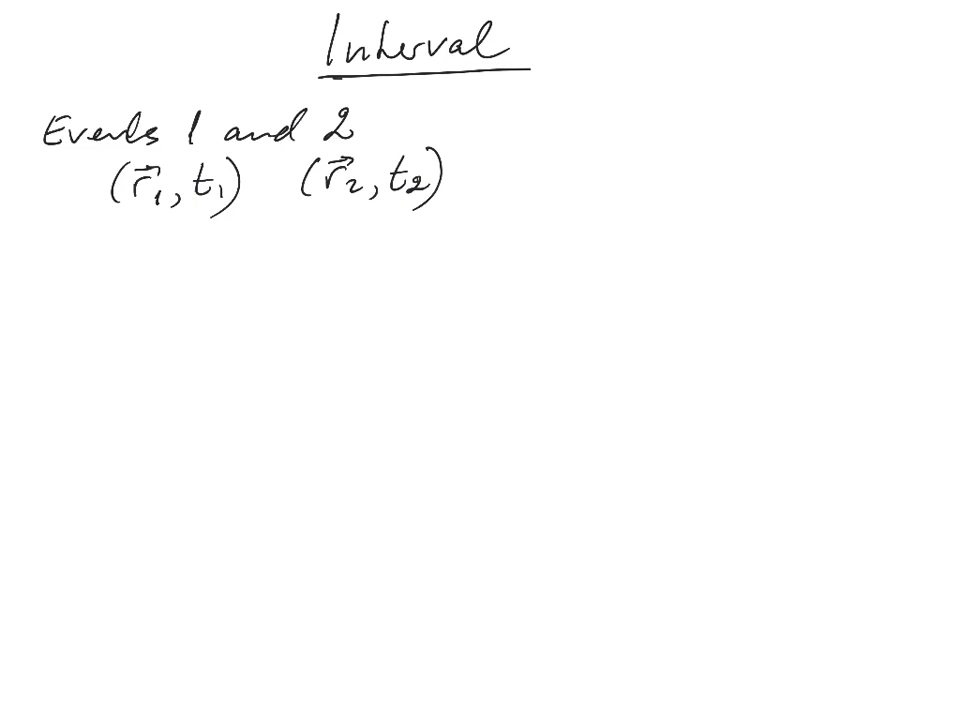 Interval
Events 1 and 2
(r⃗₁, t₁) (r⃗₂, t₂)